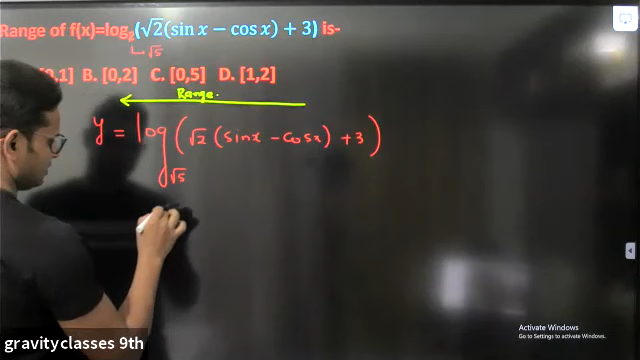 Range of f(x)=log₂(√2(sin x − cos x) + 3) is-
√5
0,1] B. [0,2] C. [0,5] D. [1,2]
Range.
y = log√5 (√2 (sinx - cosx) + 3)
Activate Windows
Go to Settings to activate Windows.
gravityclasses 9th